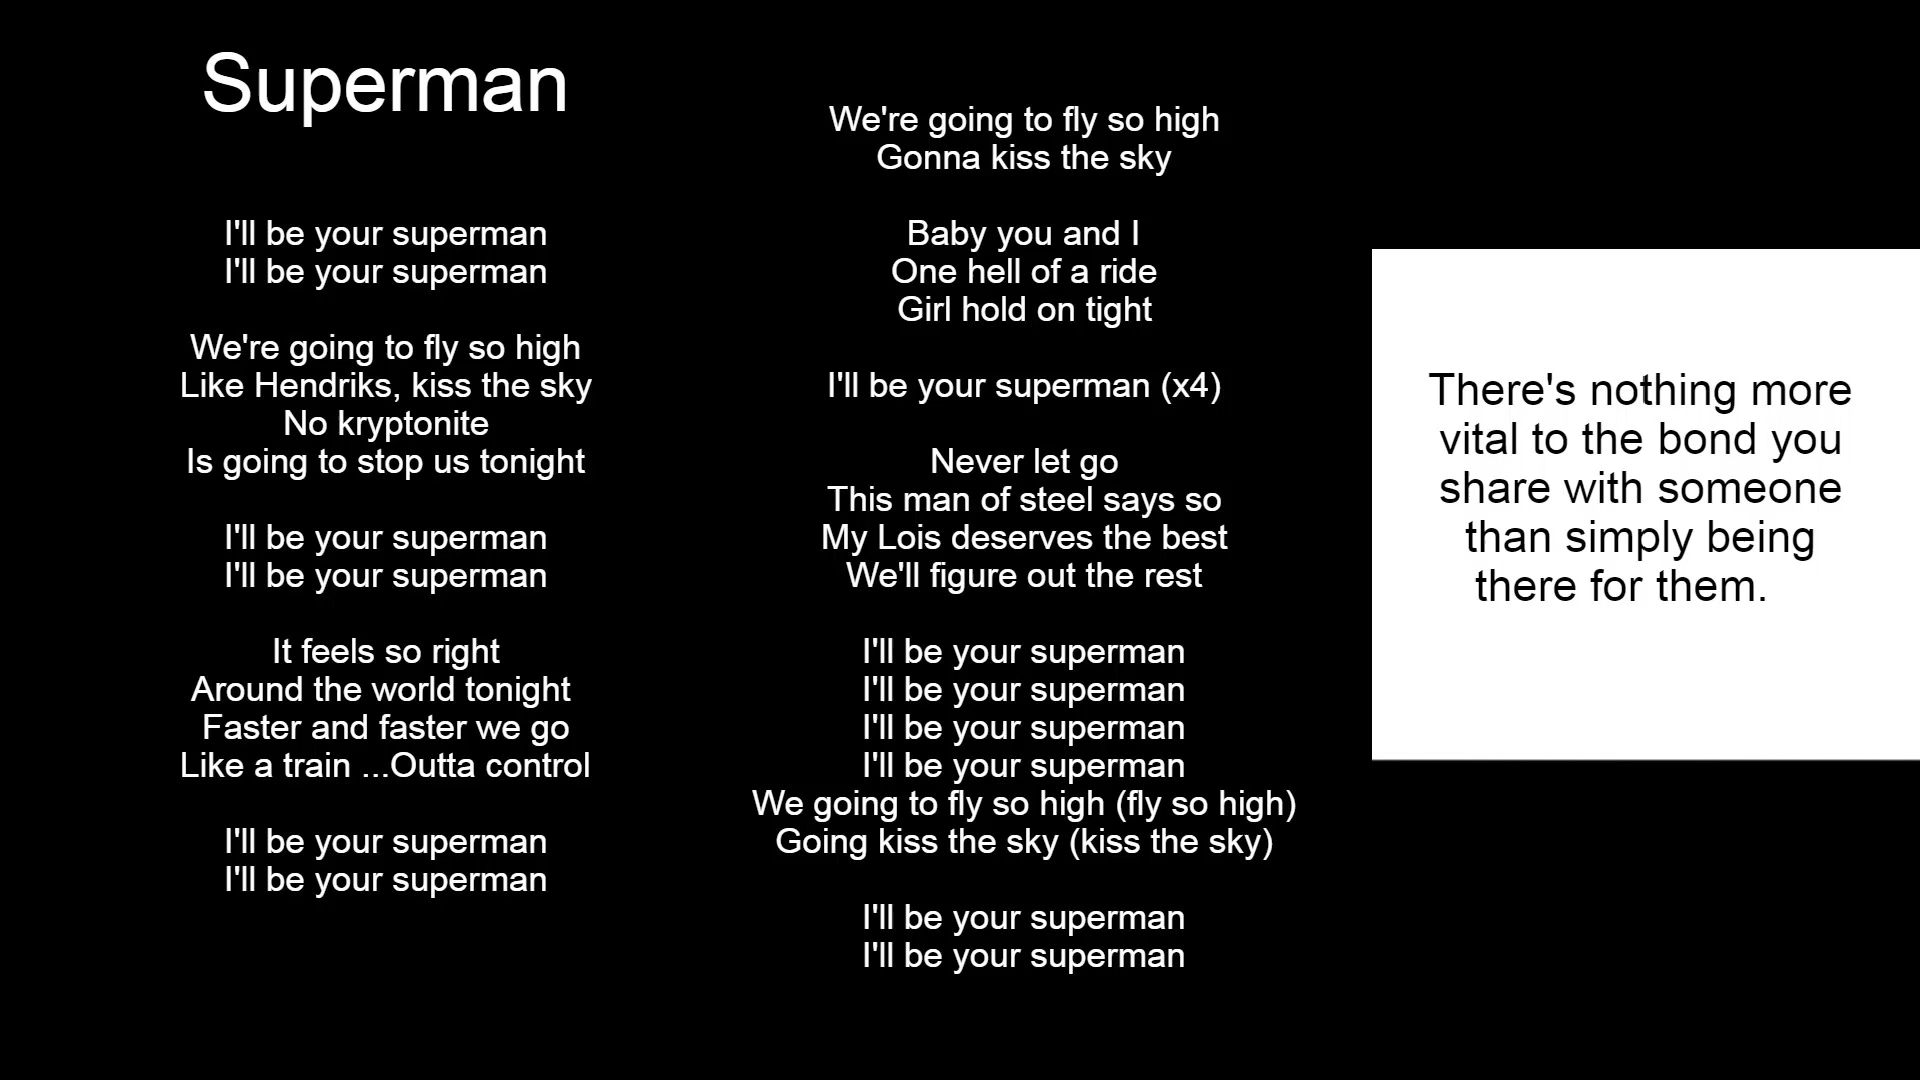 Superman
I'll be your superman
I'll be your superman
We're going to fly so high
Like Hendriks, kiss the sky
No kryptonite
Is going to stop us tonight
I'll be your superman
I'll be your superman
It feels so right
Around the world tonight
Faster and faster we go
Like a train ...Outta control
I'll be your superman
I'll be your superman
We're going to fly so high
Gonna kiss the sky
Baby you and I
One hell of a ride
Girl hold on tight
I'll be your superman (x4)
Never let go
This man of steel says so
My Lois deserves the best
We'll figure out the rest
I'll be your superman
I'll be your superman
I'll be your superman
I'll be your superman
We going to fly so high (fly so high)
Going kiss the sky (kiss the sky)
I'll be your superman
I'll be your superman
There's nothing more
vital to the bond you
share with someone
than simply being
there for them.